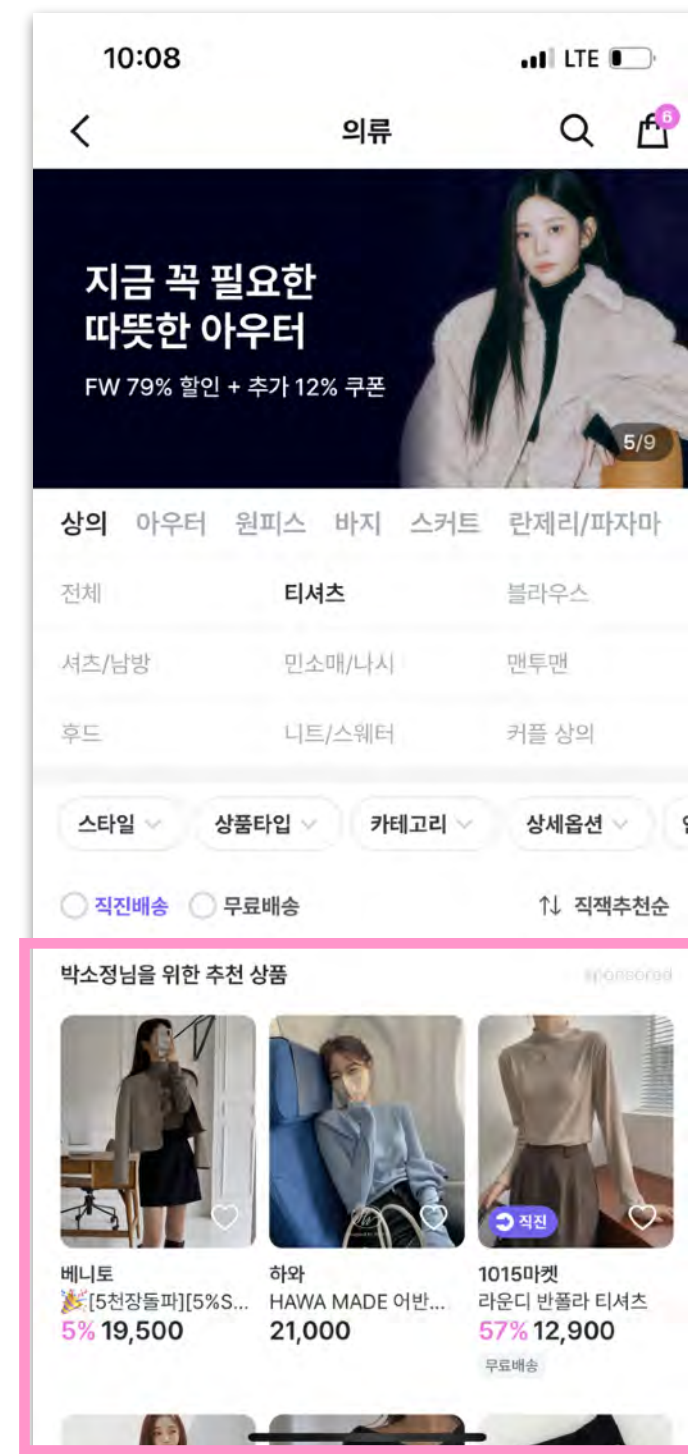 10:08
LTE
의류
6
지금 꼭 필요한
따뜻한 아우터
FW 79% 할인 + 추가 12% 쿠폰
5/9
상의 아우터 원피스 바지 스커트 란제리/파자마
전체 티셔츠 블라우스
셔츠/남방 민소매/나시 맨투맨
후드 니트/스웨터 커플 상의
스타일 상품타입 카테고리 상세옵션
직진배송 무료배송 직잭추천순
박소정님을 위한 추천 상품 sponsored
직진
베니토 하와 1015마켓
🎉[5천장돌파][5%S... HAWA MADE 어반... 라운디 반폴라 티셔츠
5% 19,500 21,000 57% 12,900
무료배송